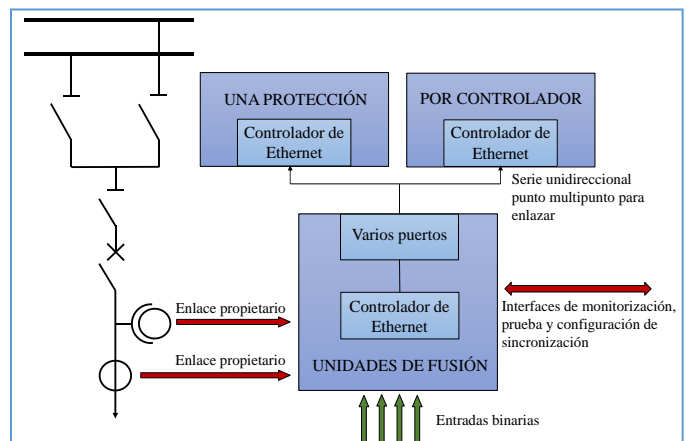 UNA PROTECCIÓN
Controlador de
Ethernet
POR CONTROLADOR
Controlador de
Ethernet
Serie unidireccional
punto multipunto para
enlazar
Varios puertos
Controlador de
Ethernet
UNIDADES DE FUSIÓN
Enlace propietario
Enlace propietario
Interfaces de monitorización,
prueba y configuración de
sincronización
Entradas binarias